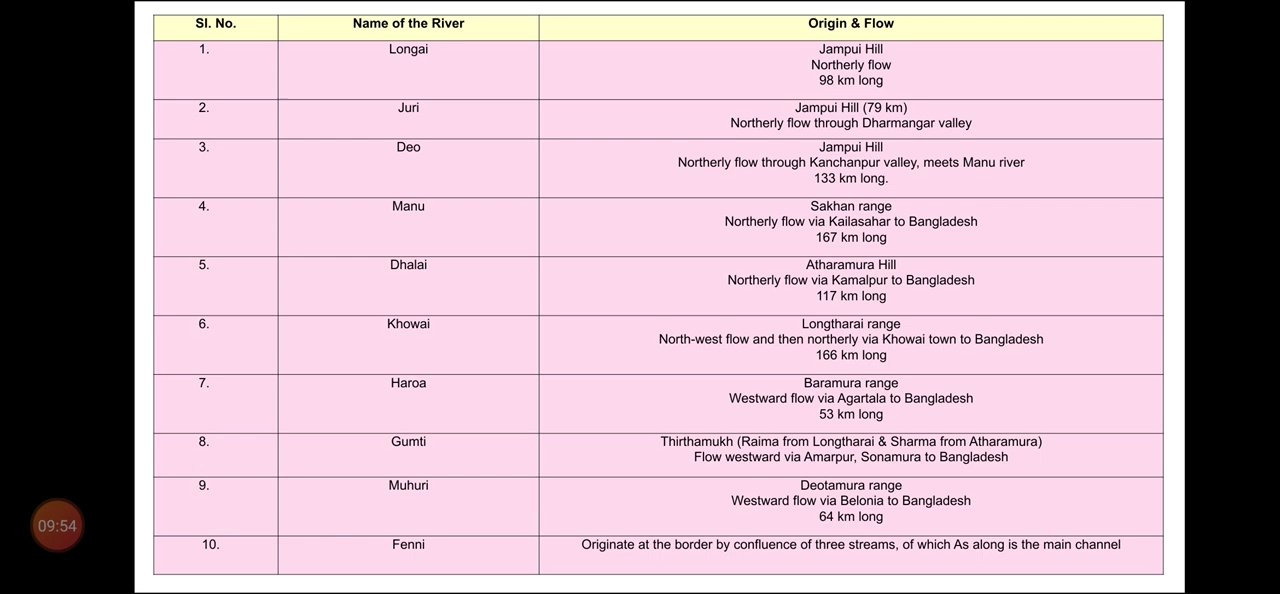 Sl. No. Name of the River Origin & Flow
1. Longai Jampui Hill
Northerly flow
98 km long
2. Juri Jampui Hill (79 km)
Northerly flow through Dharmangar valley
3. Deo Jampui Hill
Northerly flow through Kanchanpur valley, meets Manu river
133 km long.
4. Manu Sakhan range
Northerly flow via Kailasahar to Bangladesh
167 km long
5. Dhalai Atharamura Hill
Northerly flow via Kamalpur to Bangladesh
117 km long
6. Khowai Longtharai range
North-west flow and then northerly via Khowai town to Bangladesh
166 km long
7. Haroa Baramura range
Westward flow via Agartala to Bangladesh
53 km long
8. Gumti Thirthamukh (Raima from Longtharai & Sharma from Atharamura)
Flow westward via Amarpur, Sonamura to Bangladesh
9. Muhuri Deotamura range
Westward flow via Belonia to Bangladesh
64 km long
09:54
10. Fenni Originate at the border by confluence of three streams, of which As along is the main channel